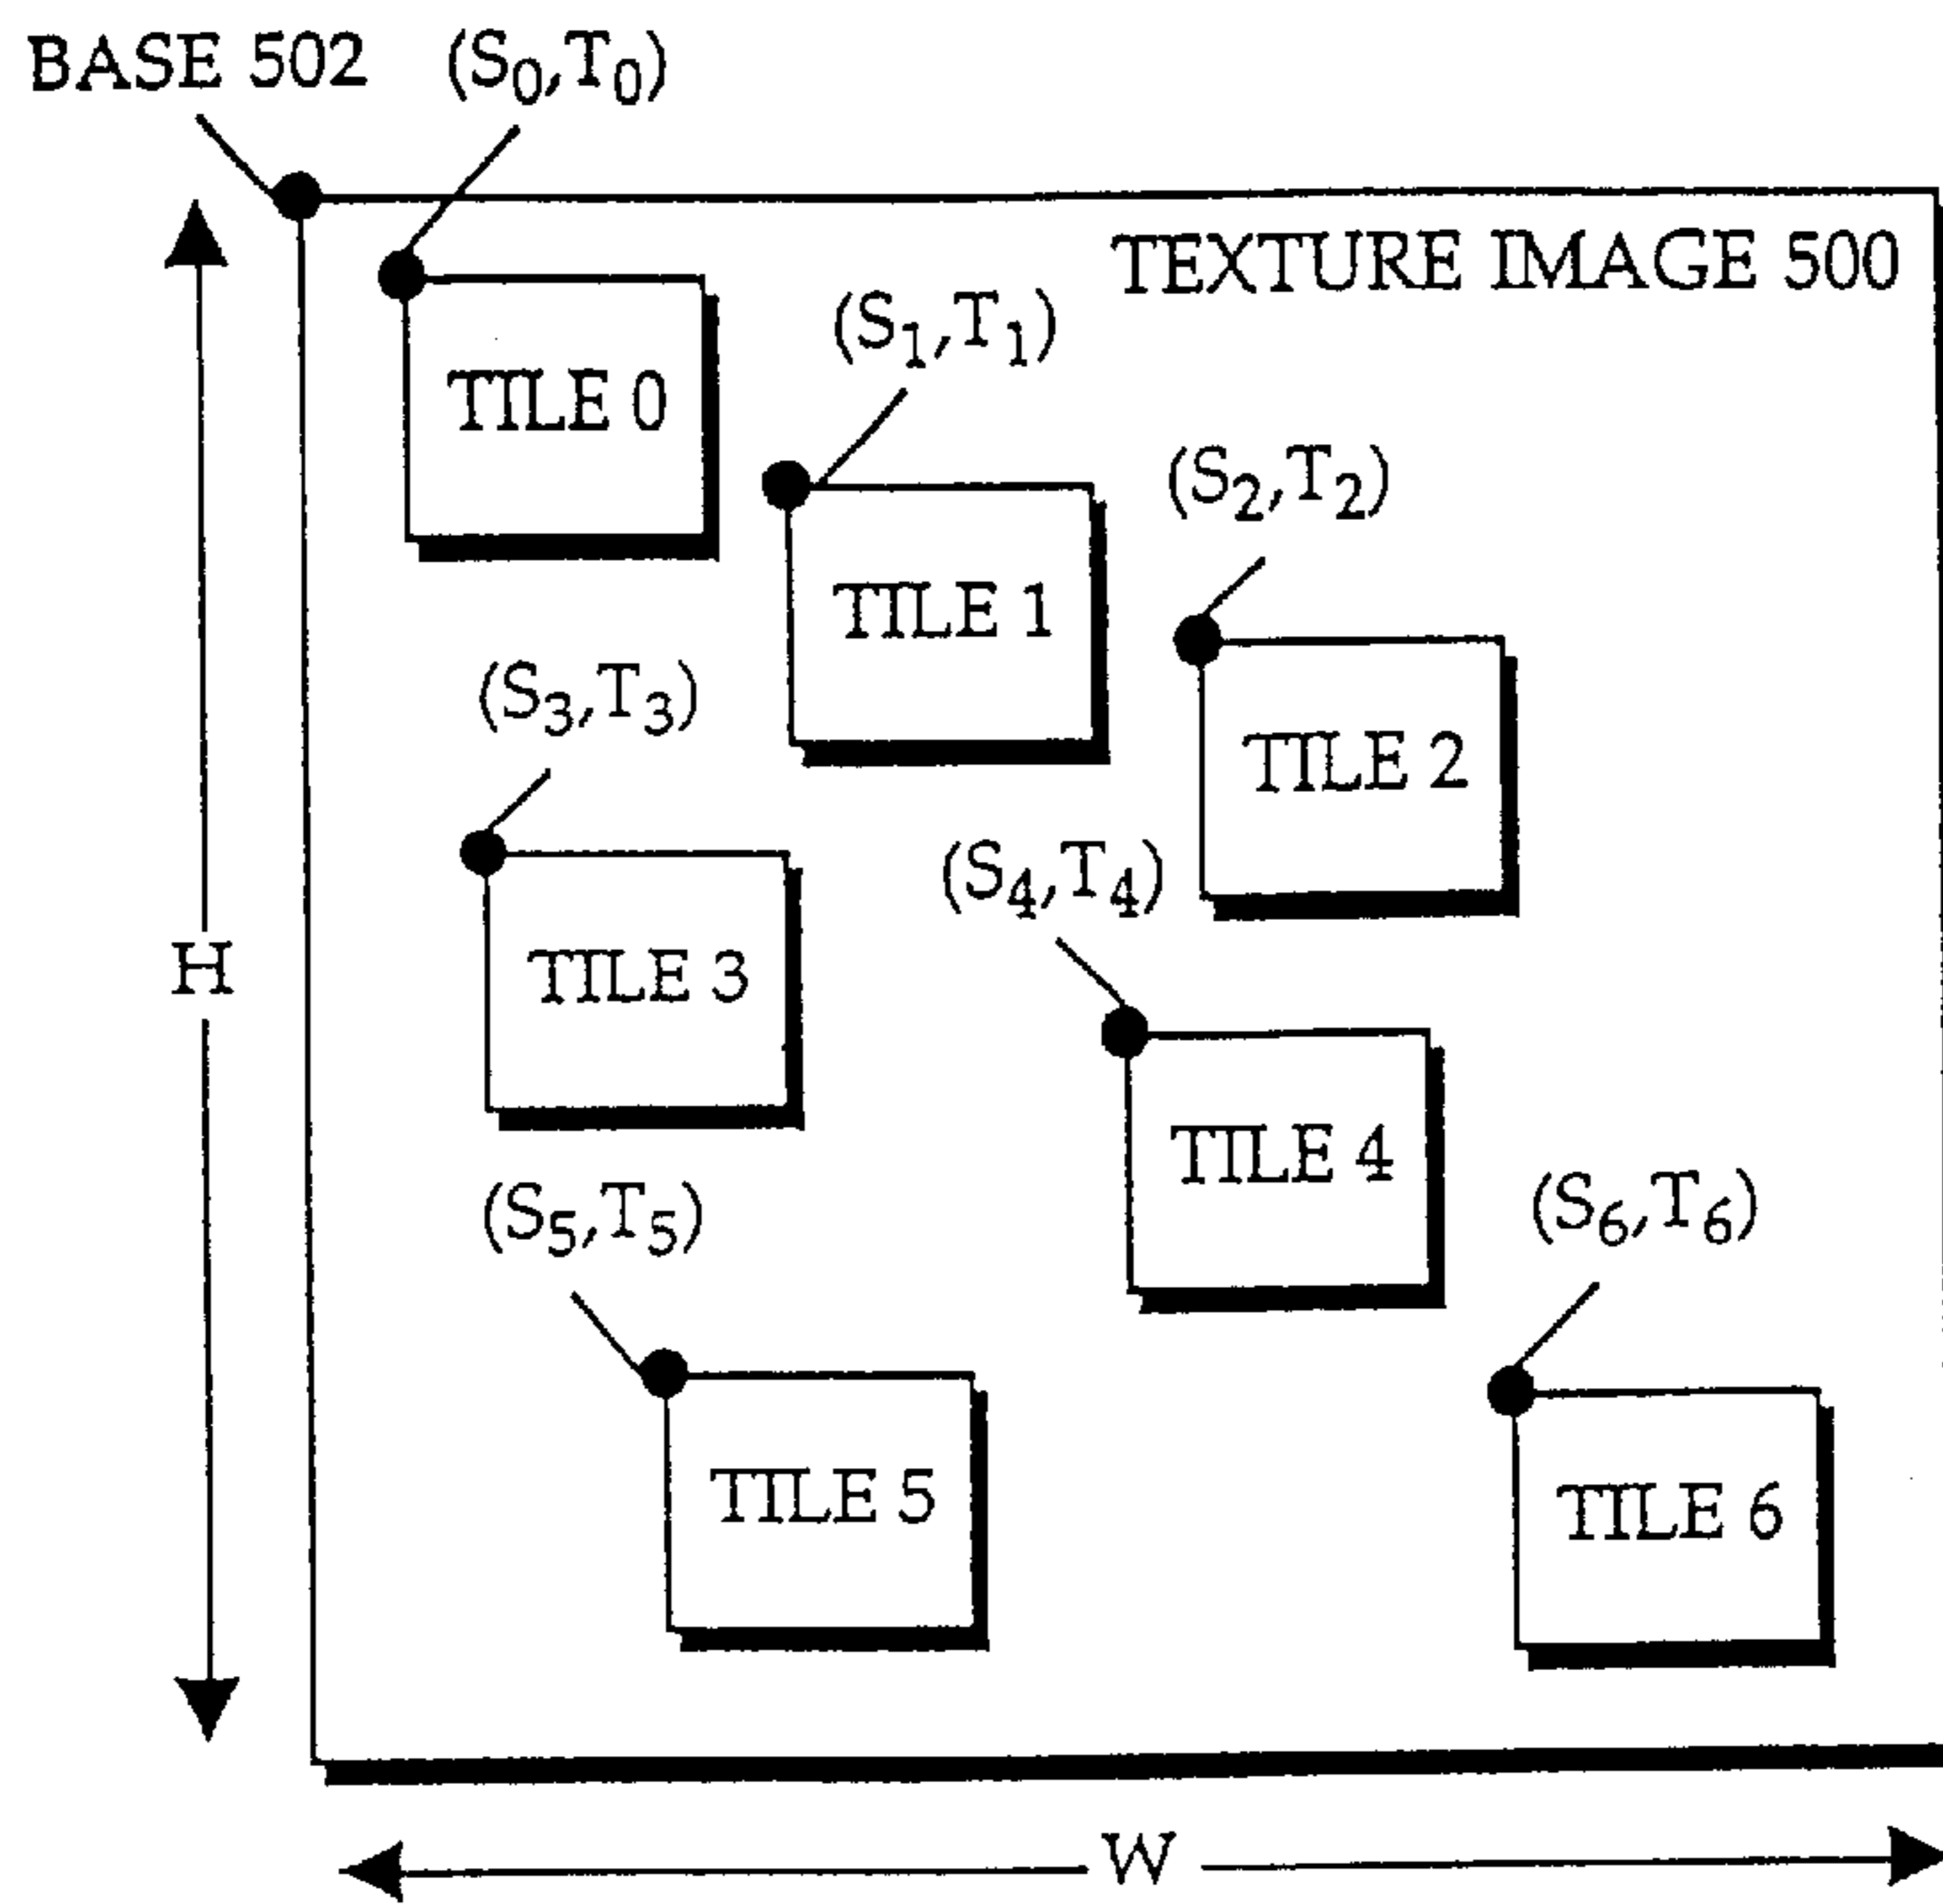 BASE 502 (S₀,T₀)
TEXTURE IMAGE 500
(S₁,T₁)
TILE 0
(S₂,T₂)
TILE 1
(S₃,T₃)
TILE 2
(S₄,T₄)
H
TILE 3
TILE 4
(S₅,T₅)
(S₆,T₆)
TILE 5
TILE 6
W